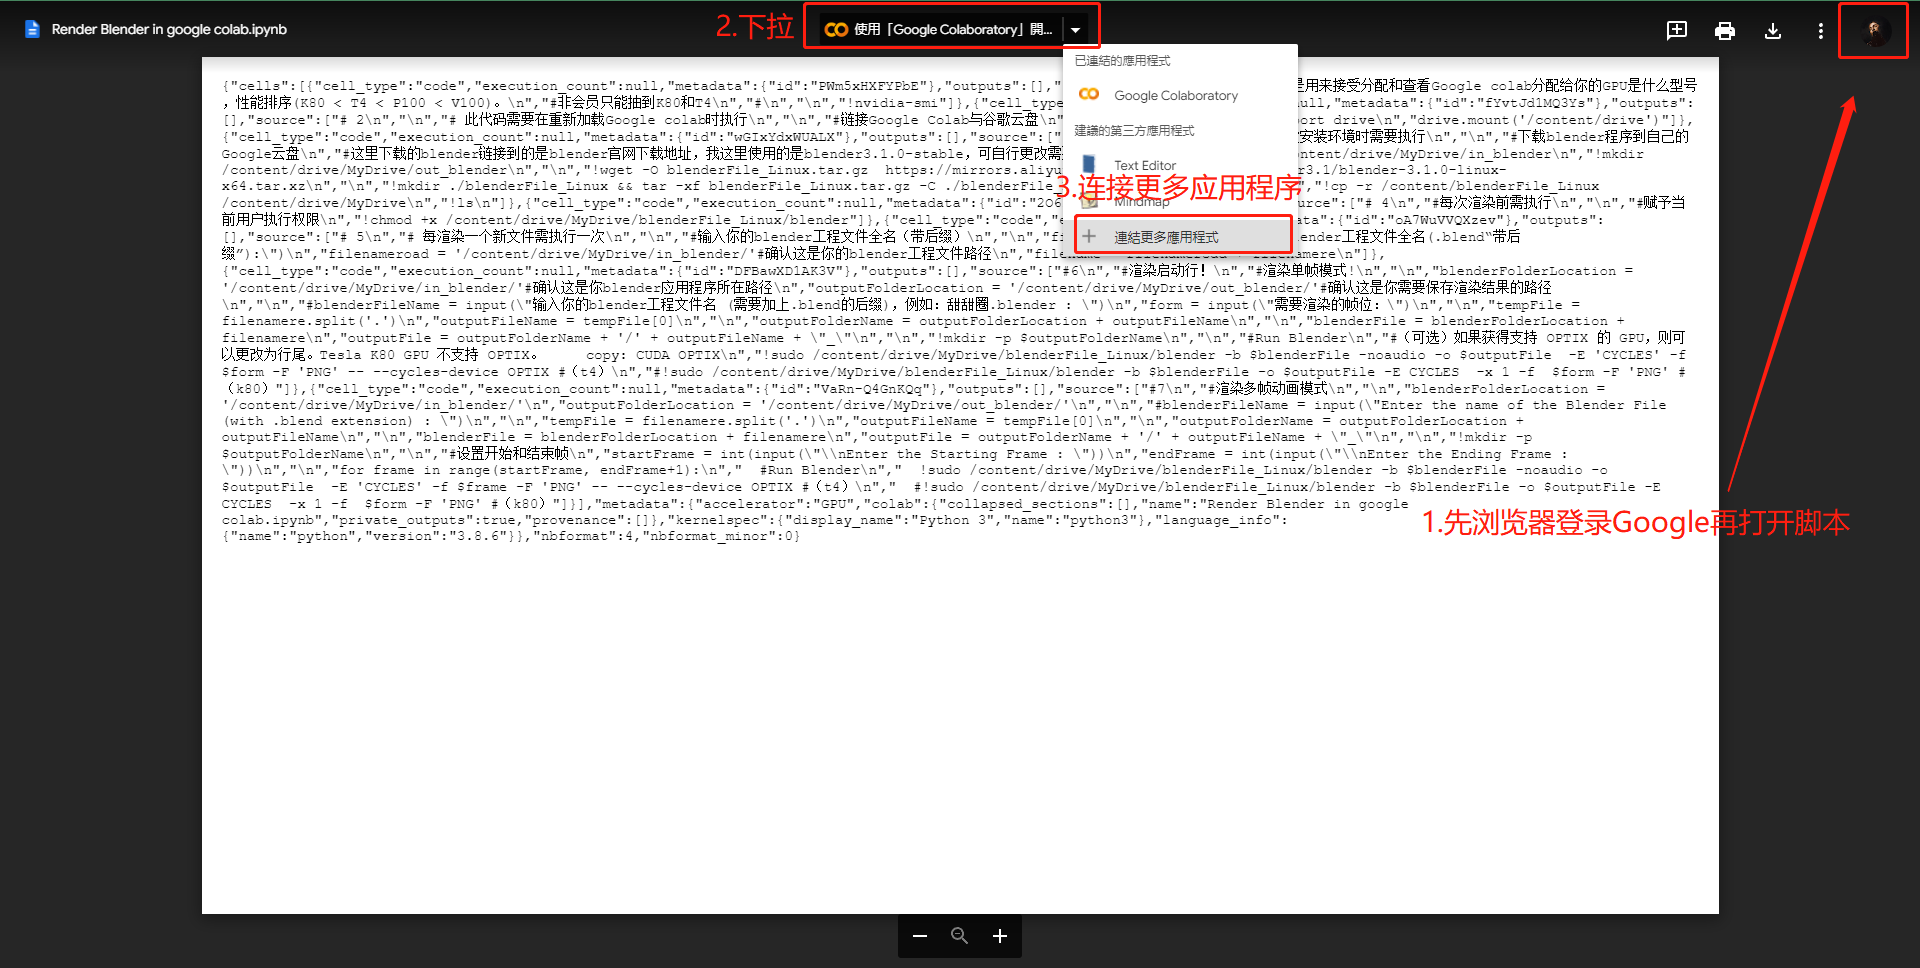 Render Blender in google colab.ipynb
2.下拉
使用「Google Colaboratory」開...
已連結的應用程式
Google Colaboratory
建議的第三方應用程式
Text Editor
3.连接更多应用程序
Mindmap
連結更多應用程式
1.先浏览器登录Google再打开脚本
{"cells":[{"cell_type":"code","execution_count":null,"metadata":{"id":"PWm5xHXFYPbE"},"outputs":[],"是用来接受分配和查看Google colab分配给你的GPU是什么型号
，性能排序(K80 < T4 < P100 < V100)。\n","#非会员只能抽到K80和T4\n","#\n","\n","!nvidia-smi"]},{"cell_type"null,"metadata":{"id":"fYvtJd1MQ3Ys"},"outputs":
[],"source":["# 2\n","\n","# 此代码需要在重新加载Google colab时执行\n","\n","#链接Google Colab与谷歌云盘\n"port drive\n","drive.mount('/content/drive')"]},
{"cell_type":"code","execution_count":null,"metadata":{"id":"wGIxYdxWUALX"},"outputs":[],"source":["安装环境时需要执行\n","\n","#下载blender程序到自己的
Google云盘\n","#这里下载的blender链接到的是blender官网下载地址，我这里使用的是blender3.1.0-stable，可自行更改需ontent/drive/MyDrive/in_blender\n","!mkdir
/content/drive/MyDrive/out_blender\n","\n","!wget -O blenderFile_Linux.tar.gz  https://mirrors.aliyuer3.1/blender-3.1.0-linux-
x64.tar.xz\n","\n","!mkdir ./blenderFile_Linux && tar -xf blenderFile_Linux.tar.gz -C ./blenderFil","!cp -r /content/blenderFile_Linux
/content/drive/MyDrive\n","!ls\n"]},{"cell_type":"code","execution_count":null,"metadata":{"id":"2O6ource":["# 4\n","#每次渲染前需执行\n","\n","#赋予当
前用户执行权限\n","!chmod +x /content/drive/MyDrive/blenderFile_Linux/blender"]},{"cell_type":"code","data":{"id":"oA7WuVVQXzev"},"outputs":
[],"source":["# 5\n","# 每渲染一个新文件需执行一次\n","\n","#输入你的blender工程文件全名（带后缀）\n","\n","lender工程文件全名(.blend“带后
缀”):\")\n","filenameroad = '/content/drive/MyDrive/in_blender/'#确认这是你的blender工程文件路径\n","filename = filenameroad + filenamere\n"]},
{"cell_type":"code","execution_count":null,"metadata":{"id":"DFBawXD1AK3V"},"outputs":[],"source":["#6\n","#渲染启动行！\n","#渲染单帧模式!\n","\n","blenderFolderLocation =
'/content/drive/MyDrive/in_blender/'#确认这是你blender应用程序所在路径\n","outputFolderLocation = '/content/drive/MyDrive/out_blender/'#确认这是你需要保存渲染结果的路径
\n","\n","#blenderFileName = input(\"输入你的blender工程文件名 (需要加上.blend的后缀)，例如：甜甜圈.blender : \")\n","form = input(\"需要渲染的帧位：\")\n","\n","tempFile =
filenamere.split('.')\n","outputFileName = tempFile[0]\n","\n","outputFolderName = outputFolderLocation + outputFileName\n","\n","blenderFile = blenderFolderLocation +
filenamere\n","outputFile = outputFolderName + '/' + outputFileName + \"_\"\n","\n","!mkdir -p $outputFolderName\n","\n","#Run Blender\n","#（可选）如果获得支持 OPTIX 的 GPU，则可
以更改为行尾。Tesla K80 GPU 不支持 OPTIX。     copy: CUDA OPTIX\n","!sudo /content/drive/MyDrive/blenderFile_Linux/blender -b $blenderFile -noaudio -o $outputFile  -E 'CYCLES' -f
$form -F 'PNG' -- --cycles-device OPTIX #（t4）\n","#!sudo /content/drive/MyDrive/blenderFile_Linux/blender -b $blenderFile -o $outputFile -E CYCLES  -x 1 -f  $form -F 'PNG' #
（k80）"]},{"cell_type":"code","execution_count":null,"metadata":{"id":"VaRn-Q4GnKQq"},"outputs":[],"source":["#7\n","#渲染多帧动画模式\n","\n","blenderFolderLocation =
'/content/drive/MyDrive/in_blender/'\n","outputFolderLocation = '/content/drive/MyDrive/out_blender/'\n","\n","#blenderFileName = input(\"Enter the name of the Blender File
(with .blend extension) : \")\n","\n","tempFile = filenamere.split('.')\n","outputFileName = tempFile[0]\n","\n","outputFolderName = outputFolderLocation +
outputFileName\n","\n","blenderFile = blenderFolderLocation + filenamere\n","outputFile = outputFolderName + '/' + outputFileName + \"_\"\n","\n","!mkdir -p
$outputFolderName\n","\n","#设置开始和结束帧\n","startFrame = int(input(\"\\nEnter the Starting Frame : \"))\n","endFrame = int(input(\"\\nEnter the Ending Frame :
\"))\n","\n","for frame in range(startFrame, endFrame+1):\n","  #Run Blender\n","  !sudo /content/drive/MyDrive/blenderFile_Linux/blender -b $blenderFile -noaudio -o
$outputFile  -E 'CYCLES' -f $frame -F 'PNG' -- --cycles-device OPTIX #（t4）\n","  #!sudo /content/drive/MyDrive/blenderFile_Linux/blender -b $blenderFile -o $outputFile -E
CYCLES  -x 1 -f  $form -F 'PNG' #（k80）"]}],"metadata":{"accelerator":"GPU","colab":{"collapsed_sections":[],"name":"Render Blender in google
colab.ipynb","private_outputs":true,"provenance":[]},"kernelspec":{"display_name":"Python 3","name":"python3"},"language_info":
{"name":"python","version":"3.8.6"}},"nbformat":4,"nbformat_minor":0}